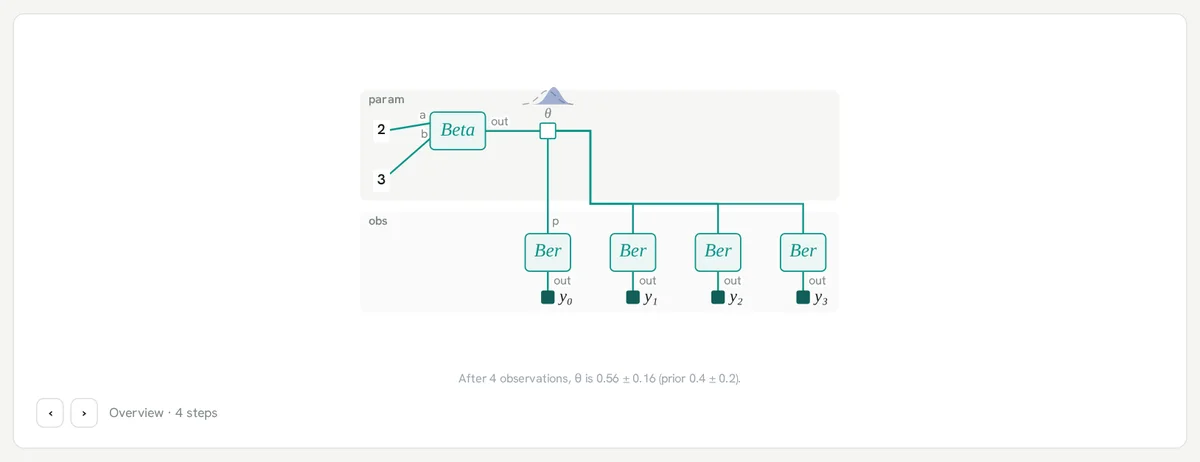 param
θ
a
2
Beta
out
b
3
obs
p
Ber Ber Ber Ber
out out out out
y0 y1 y2 y3
After 4 observations, θ is 0.56 ± 0.16 (prior 0.4 ± 0.2).
‹ › Overview · 4 steps